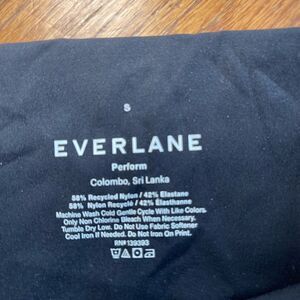 S
EVERLANE
Perform
Colombo, Sri Lanka
58% Recycled Nylon / 42% Elastane
58% Nylon Recyclé / 42% Élasthanne
Machine Wash Cold Gentle Cycle With Like Colors.
Only Non Chlorine Bleach When Necessary.
Tumble Dry Low. Do Not Use Fabric Softener
Cool Iron If Needed. Do Not Iron On Print.
RN# 139393